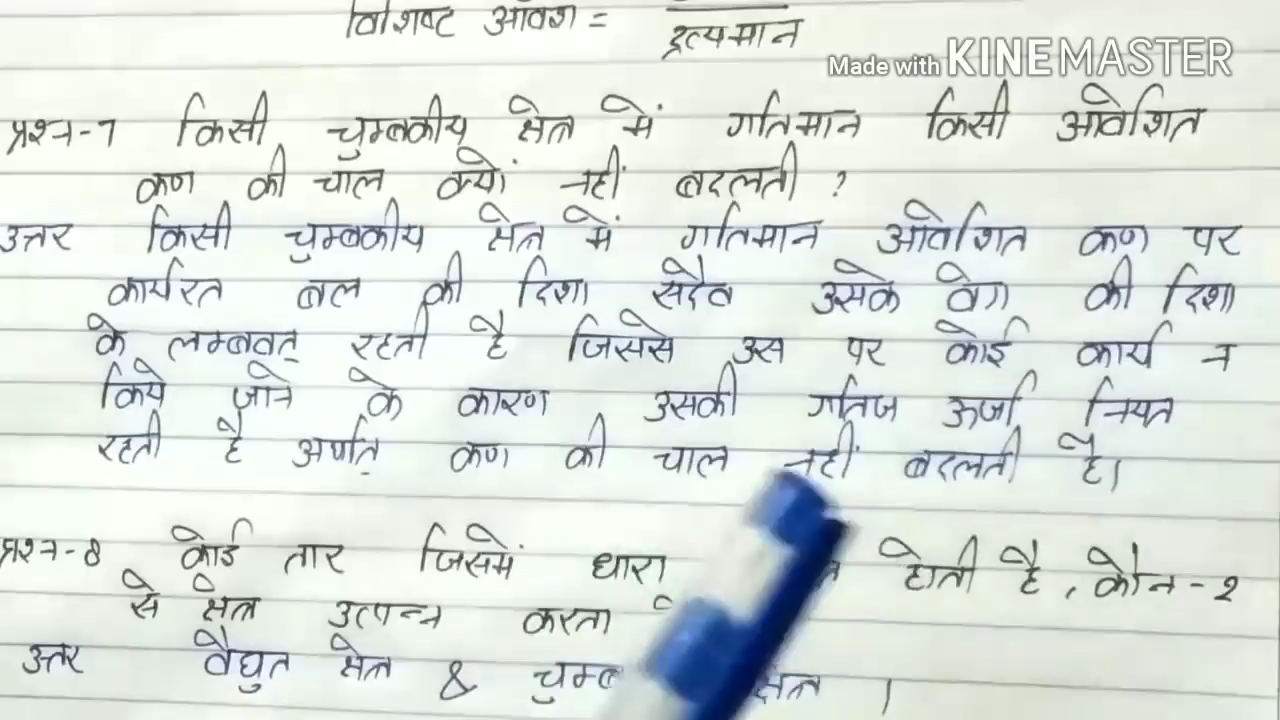 विशिष्ट आवेश =
द्रव्यमान
Made with KINEMASTER
प्रश्न-7 किसी चुम्बकीय क्षेत्र में गतिमान किसी आवेशित
कण की चाल क्यों नहीं बदलती ?
उत्तर किसी चुम्बकीय क्षेत्र में गतिमान आवेशित कण पर
कार्यरत बल की दिशा सदैव उसके वेग की दिशा
के लम्बवत् रहती है जिससे उस पर कोई कार्य न
किये जाने के कारण उसकी गतिज ऊर्जा नियत
रहती है अर्थात् कण की चाल नहीं बदलती है।
प्रश्न-8 कोई तार जिसमें धारा होती है, कौन-2
से क्षेत्र उत्पन्न करता
उत्तर वैद्युत क्षेत्र & चुम्ब क्षेत्र ।